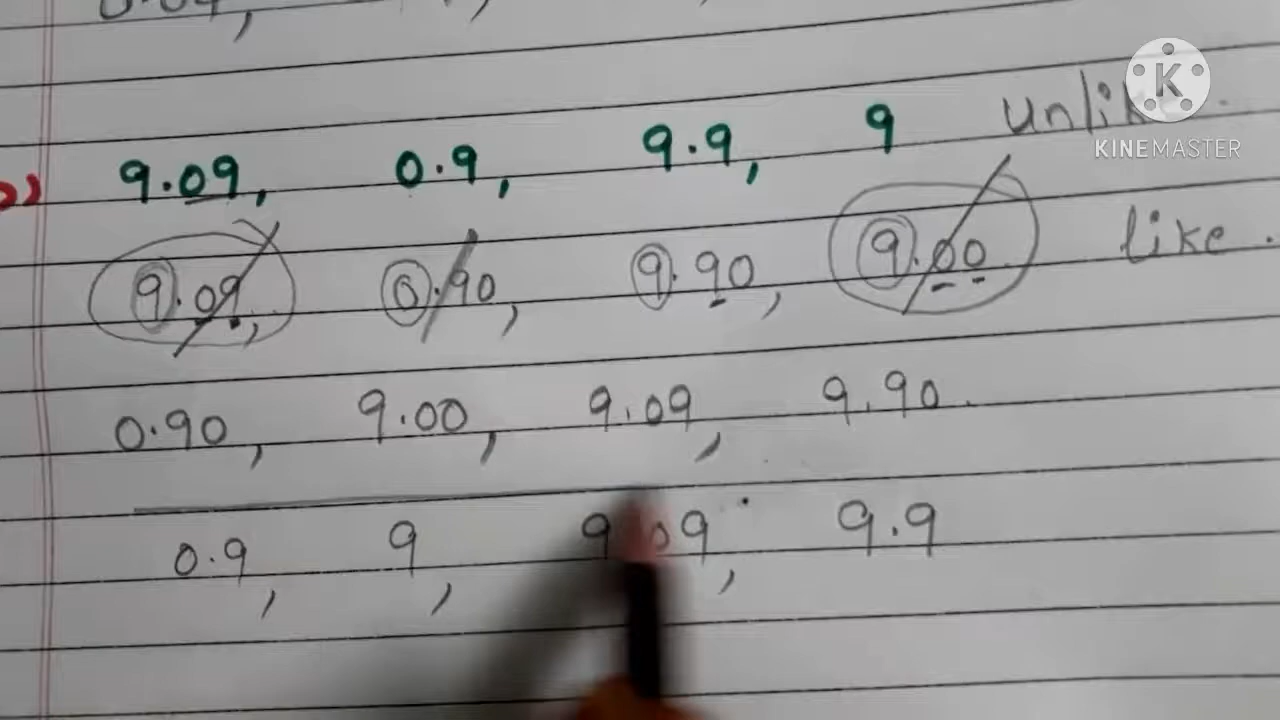 9.09, 0.9, 9.9, 9
K
KINEMASTER
9.09, 0.90, 9.90, 9.00 like.
0.90, 9.00, 9.09, 9.90.
0.9, 9, 9.09, 9.9